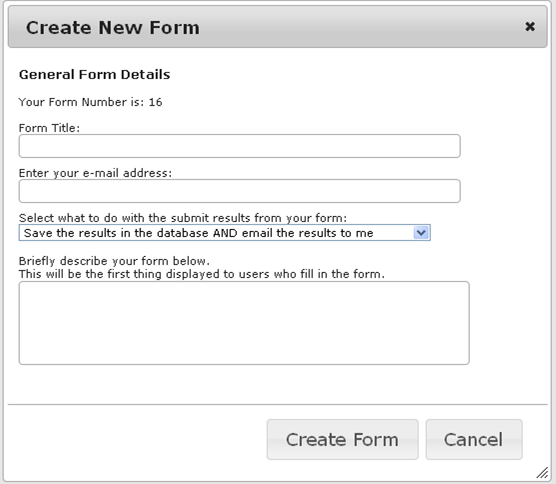 Create New Form
General Form Details
Your Form Number is: 16
Form Title:
Enter your e-mail address:
Select what to do with the submit results from your form:
Save the results in the database AND email the results to me
Briefly describe your form below.
This will be the first thing displayed to users who fill in the form.
Create Form
Cancel